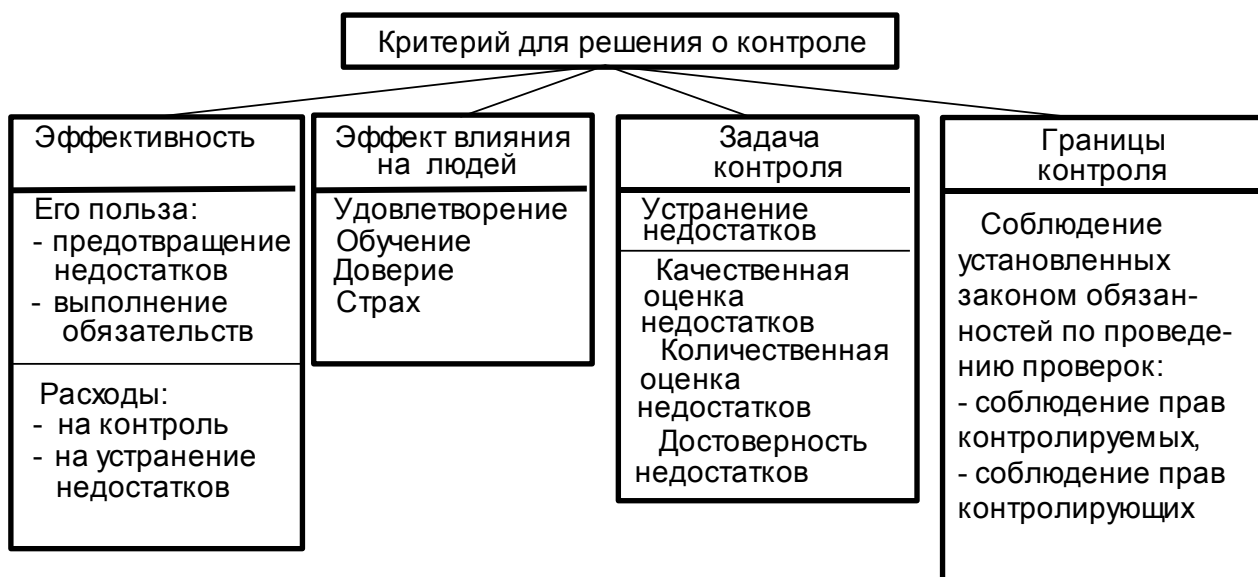 Критерий для решения о контроле
Эффективность
Его польза:
- предотвращение
недостатков
- выполнение
обязательств
Расходы:
- на контроль
- на устранение
недостатков
Эффект влияния
на людей
Удовлетворение
Обучение
Доверие
Страх
Задача
контроля
Устранение
недостатков
Качественная
оценка
недостатков
Количественная
оценка
недостатков
Достоверность
недостатков
Границы
контроля
Соблюдение
установленных
законом обязан-
ностей по проведе-
нию проверок:
- соблюдение прав
контролируемых,
- соблюдение прав
контролирующих